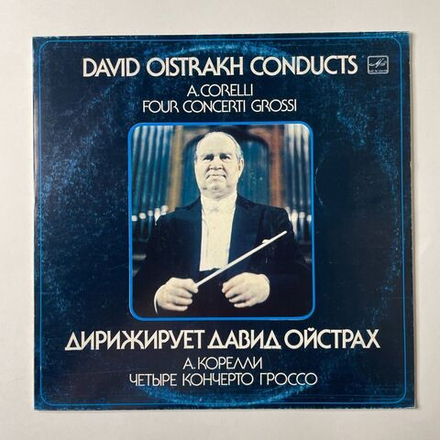 DAVID OISTRAKH CONDUCTS
A.CORELLI
FOUR CONCERTI GROSSI
ДИРИЖИРУЕТ ДАВИД ОЙСТРАХ
А.КОРЕЛЛИ
ЧЕТЫРЕ КОНЧЕРТО ГРОССО